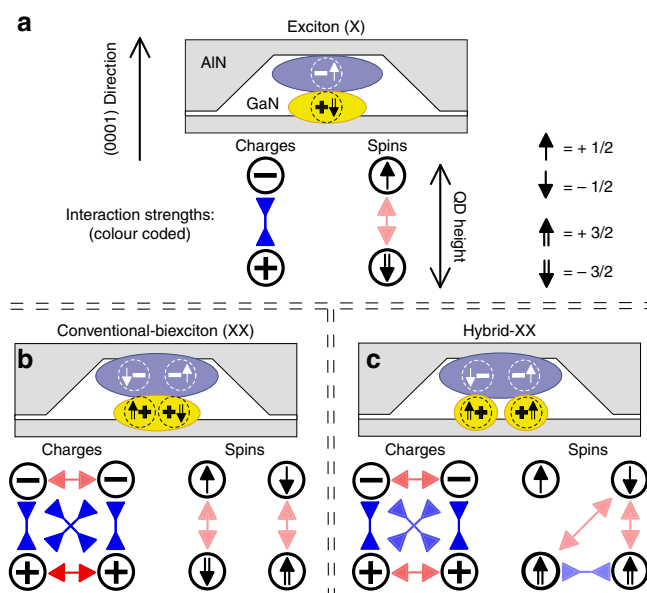 a
Exciton (X)
(0001) Direction
AlN
GaN
Charges
Spins
Interaction strengths:
(colour coded)
QD height
= + 1/2
= – 1/2
= + 3/2
= – 3/2
b
Conventional-biexciton (XX)
Charges
Spins
c
Hybrid-XX
Charges
Spins